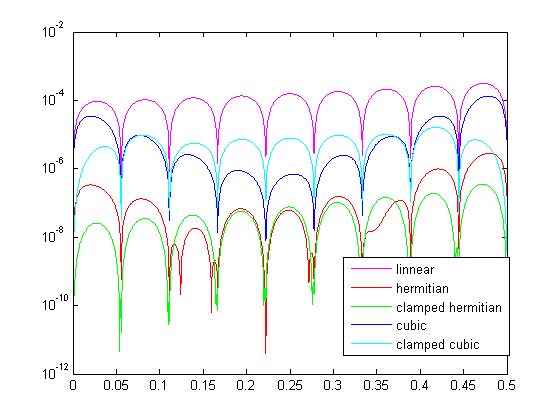 10^-2
10^-4
10^-6
10^-8
10^-10
10^-12
linnear
hermitian
clamped hermitian
cubic
clamped cubic
0 0.05 0.1 0.15 0.2 0.25 0.3 0.35 0.4 0.45 0.5